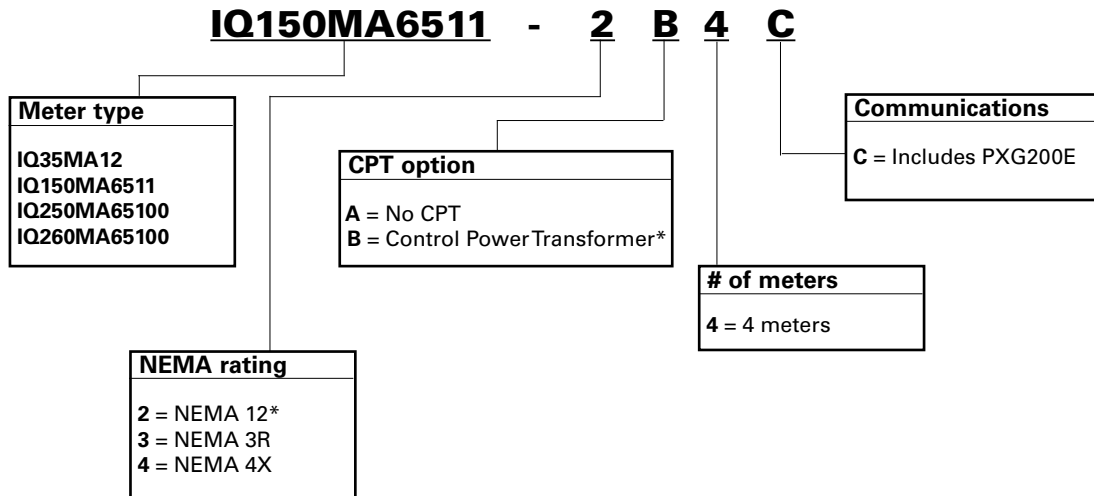 IQ150MA6511 - 2 B 4 C
Meter type
IQ35MA12
IQ150MA6511
IQ250MA65100
IQ260MA65100
NEMA rating
2 = NEMA 12*
3 = NEMA 3R
4 = NEMA 4X
CPT option
A = No CPT
B = Control Power Transformer*
# of meters
4 = 4 meters
Communications
C = Includes PXG200E